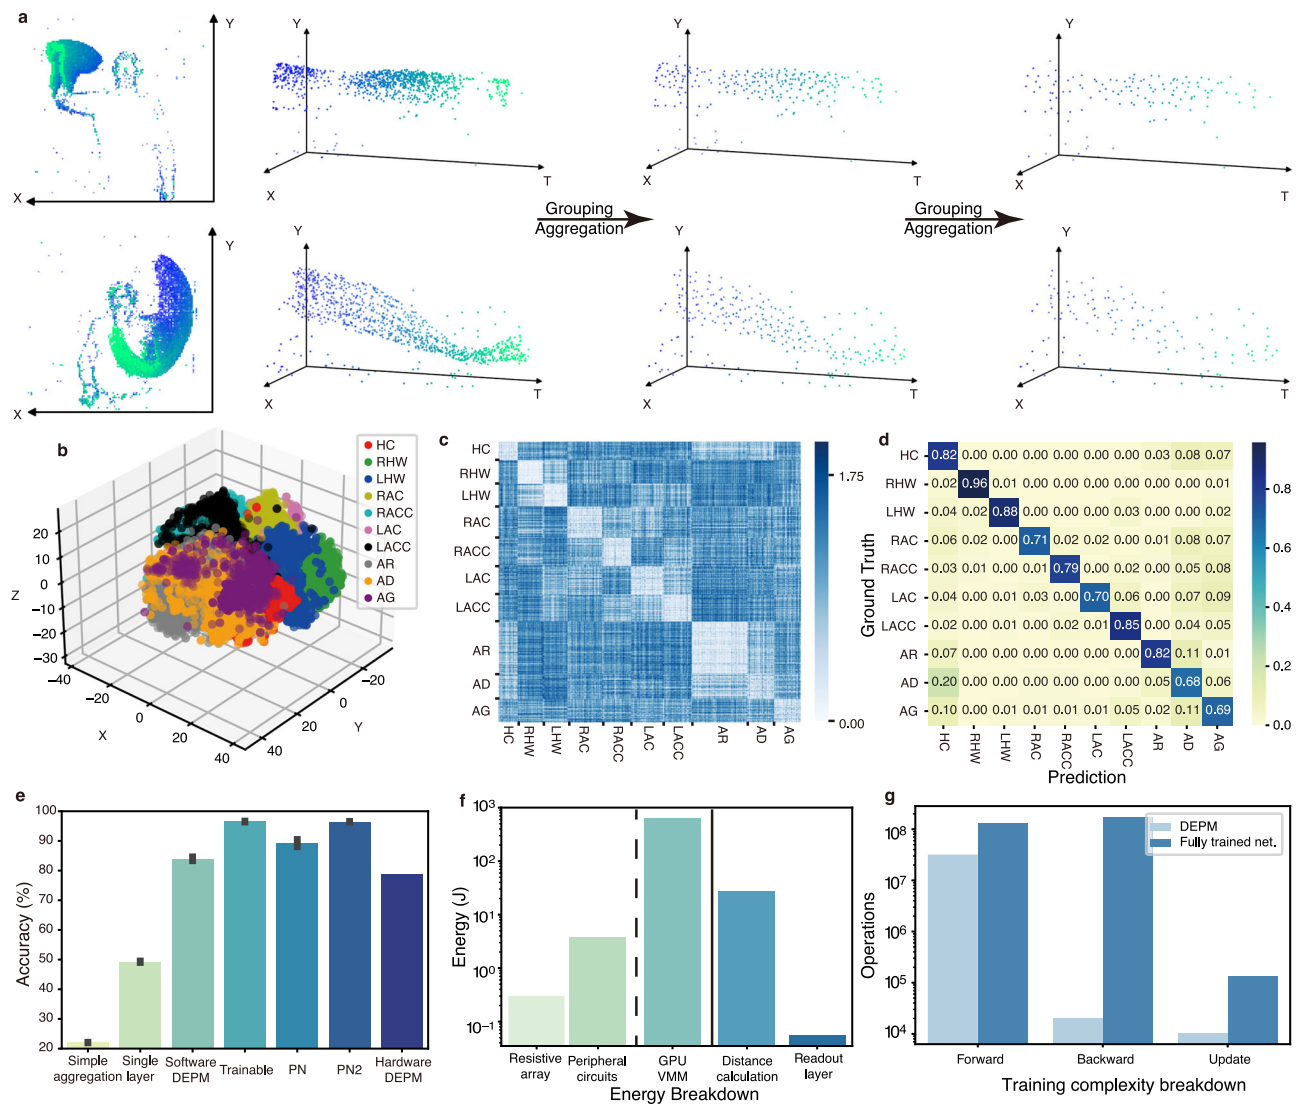 a
Y
X
Y
X
T
Y
X
Y
X
T
Grouping
Aggregation
Grouping
Aggregation
Y
X
Y
X
T
Y
X
T
Y
X
T
b
HC
RHW
LHW
RAC
RACC
LAC
LACC
AR
AD
AG
20
10
0
−10
−20
−30
Z
−40
−20
0
20
40
X
−20
0
20
40
Y
c
HC
RHW
LHW
RAC
RACC
LAC
LACC
AR
AD
AG
HC
RHW
LHW
RAC
RACC
LAC
LACC
AR
AD
AG
1.75
0.00
d
Ground Truth
HC 0.82 0.00 0.00 0.00 0.00 0.00 0.00 0.03 0.08 0.07
RHW 0.02 0.96 0.01 0.00 0.00 0.00 0.00 0.00 0.00 0.01
LHW 0.04 0.02 0.88 0.00 0.00 0.00 0.03 0.00 0.00 0.02
RAC 0.06 0.02 0.00 0.71 0.02 0.02 0.00 0.01 0.08 0.07
RACC 0.03 0.01 0.00 0.01 0.79 0.00 0.02 0.00 0.05 0.08
LAC 0.04 0.00 0.01 0.03 0.00 0.70 0.06 0.00 0.07 0.09
LACC 0.02 0.00 0.01 0.00 0.02 0.01 0.85 0.00 0.04 0.05
AR 0.07 0.00 0.00 0.00 0.00 0.00 0.00 0.82 0.11 0.01
AD 0.20 0.00 0.00 0.00 0.00 0.00 0.00 0.05 0.68 0.06
AG 0.10 0.00 0.01 0.01 0.01 0.01 0.05 0.02 0.11 0.69
HC
RHW
LHW
RAC
RACC
LAC
LACC
AR
AD
AG
Prediction
0.8
0.6
0.4
0.2
0.0
e
Accuracy (%)
100
90
80
70
60
50
40
30
20
Simple
aggregation
Single
layer
Software
DEPM
Trainable
PN
PN2
Hardware
DEPM
f
Energy (J)
10³
10²
10¹
10⁰
10⁻¹
Resistive
array
Peripheral
circuits
GPU
VMM
Distance
calculation
Readout
layer
Energy Breakdown
g
DEPM
Fully trained net.
Operations
10⁸
10⁷
10⁶
10⁵
10⁴
Forward
Backward
Update
Training complexity breakdown